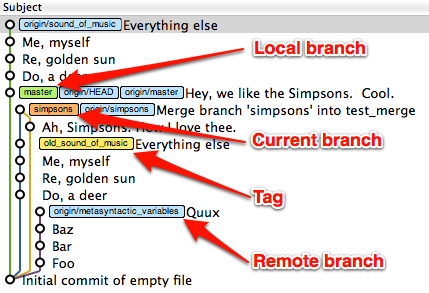 Subject
origin/sound_of_music Everything else
Me, myself
Re, golden sun
Do, a deer
Local branch
master origin/HEAD origin/master Hey, we like the Simpsons. Cool.
simpsons origin/simpsons Merge branch 'simpsons' into test_merge
Ah, Simpsons. How I love thee.
Current branch
old_sound_of_music Everything else
Me, myself
Re, golden sun
Do, a deer
Tag
origin/metasyntactic_variables Quux
Baz
Bar
Foo
Remote branch
Initial commit of empty file